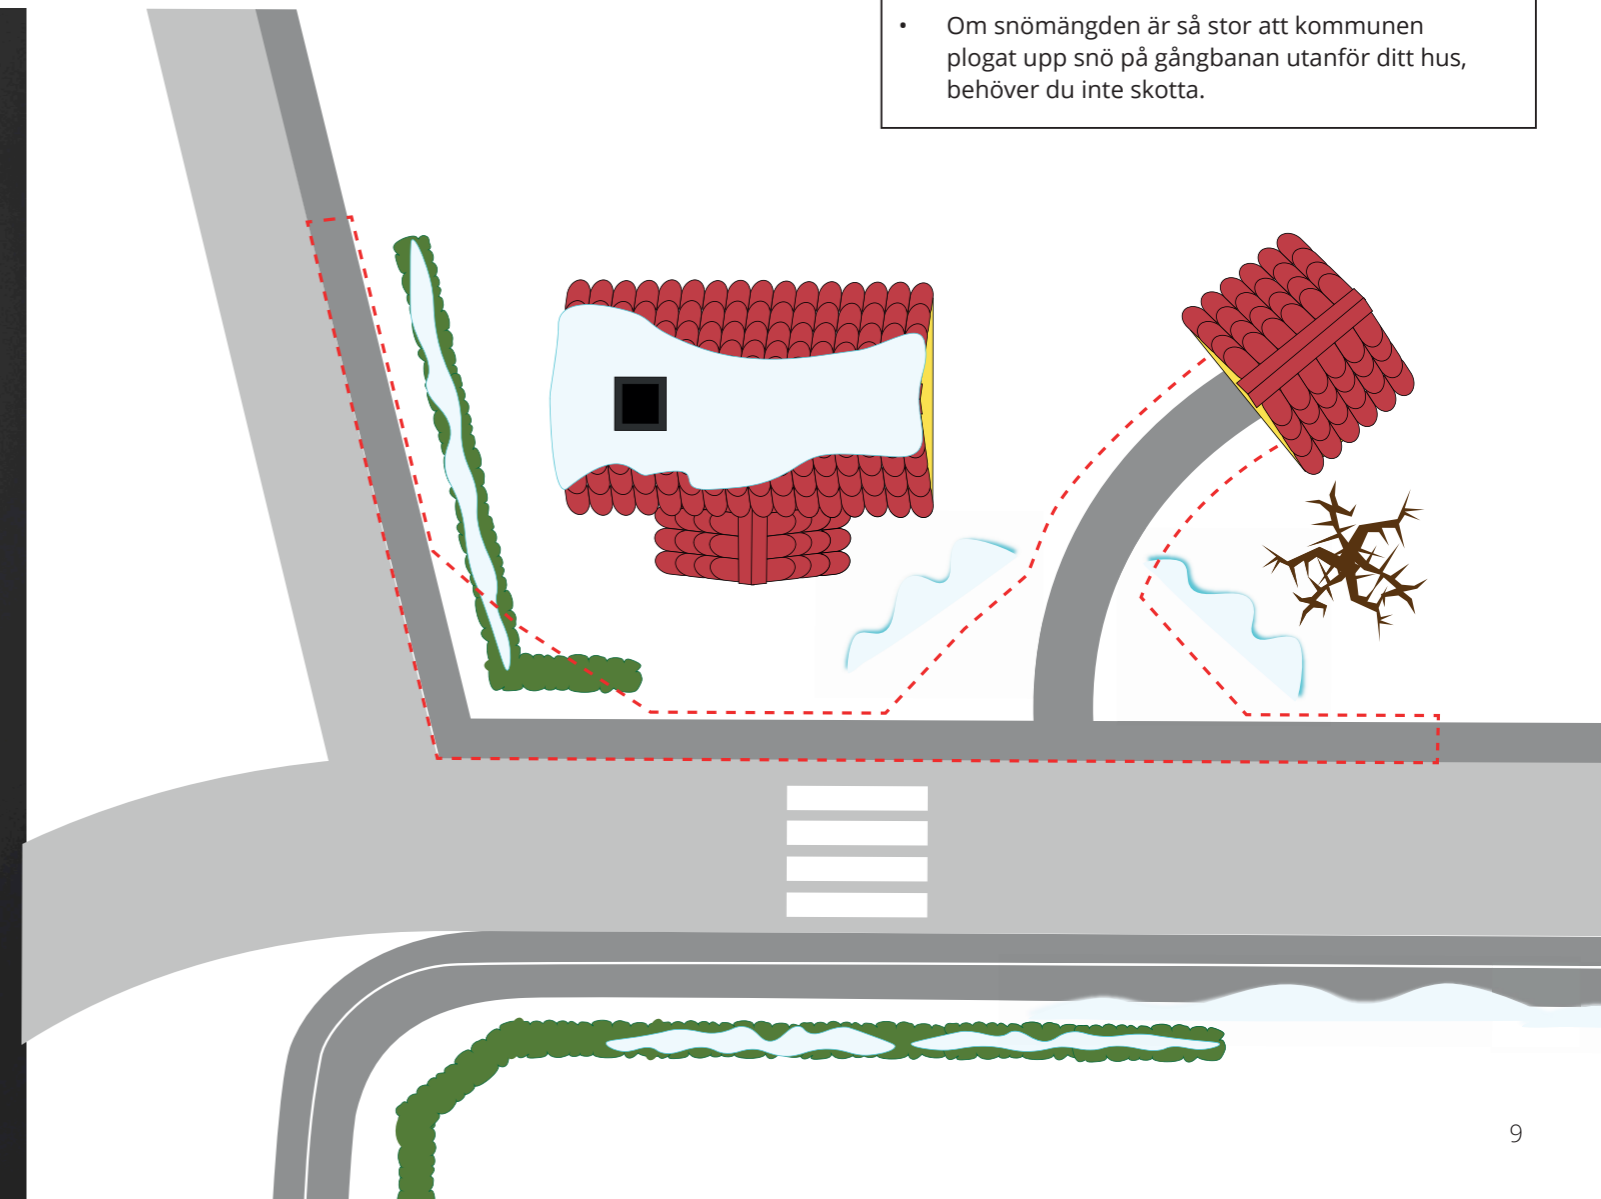 • Om snömängden är så stor att kommunen
plogat upp snö på gångbanan utanför ditt hus,
behöver du inte skotta.
9